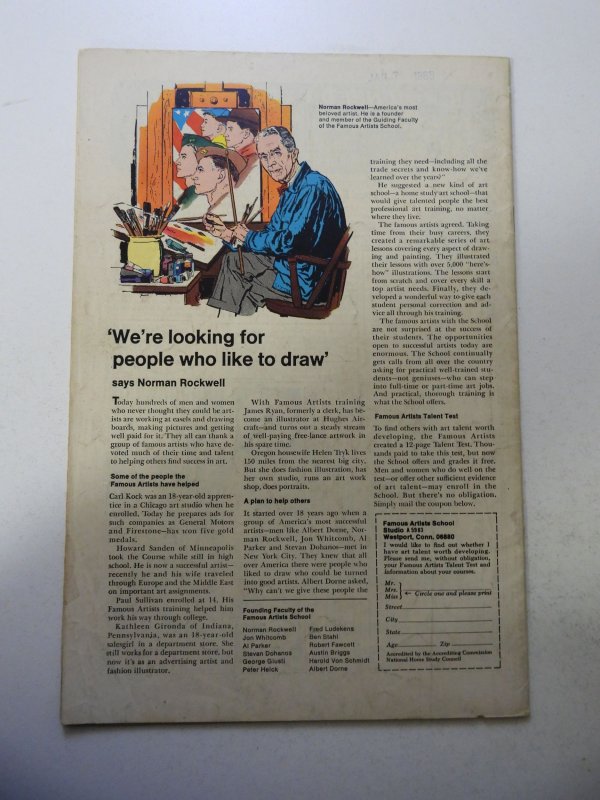 Norman Rockwell—America's most
beloved artist. He is a founder
and member of the Guiding Faculty
of the Famous Artists School.
'We're looking for
people who like to draw'
says Norman Rockwell
Today hundreds of men and women
who never thought they could be art-
ists are working at easels and drawing
boards, making pictures and getting
well paid for it. They all can thank a
group of famous artists who have de-
voted much of their time and talent
to helping others find success in art.
Some of the people the
Famous Artists have helped
Carl Kock was an 18-year-old appren-
tice in a Chicago art studio when he
enrolled. Today he prepares ads for
such companies as General Motors
and Firestone—has won five gold
medals.
Howard Sanden of Minneapolis
took the Course while still in high
school. He is now a successful artist—
recently he and his wife traveled
through Europe and the Middle East
on important art assignments.
Paul Sullivan enrolled at 14. His
Famous Artists training helped him
work his way through college.
Kathleen Gironda of Indiana,
Pennsylvania, was an 18-year-old
salesgirl in a department store. She
still works for a department store, but
now it's as an advertising artist and
fashion illustrator.
With Famous Artists training
James Ryan, formerly a clerk, has be-
come an illustrator at Hughes Air-
craft—and turns out a steady stream
of well-paying free-lance artwork in
his spare time.
Oregon housewife Helen Tryk lives
150 miles from the nearest big city.
But she does fashion illustration, has
her own studio, runs an art work
shop, does portraits.
A plan to help others
It started over 18 years ago when a
group of America's most successful
artists—men like Albert Dorne, Nor-
man Rockwell, Jon Whitcomb, Al
Parker and Stevan Dohanos—met in
New York City. They knew that all
over America there were people who
liked to draw who could be turned
into good artists. Albert Dorne asked,
"Why can't we give these people the
Founding Faculty of the
Famous Artists School
Norman Rockwell
Jon Whitcomb
Al Parker
Stevan Dohanos
George Giusti
Peter Helck
Fred Ludekens
Ben Stahl
Robert Fawcett
Austin Briggs
Harold Von Schmidt
Albert Dorne
training they need—including all the
trade secrets and know-how we've
learned over the years?"
He suggested a new kind of art
school—a home study art school—that
would give talented people the best
professional art training, no matter
where they live.
The famous artists agreed. Taking
time from their busy careers, they
created a remarkable series of art
lessons covering every aspect of draw-
ing and painting. They illustrated
their lessons with over 5,000 "here's-
how" illustrations. The lessons start
from scratch and cover every skill a
top artist needs. Finally, they de-
veloped a wonderful way to give each
student personal correction and ad-
vice all through his training.
The famous artists with the School
are not surprised at the success of
their students. The opportunities
open to successful artists today are
enormous. The School continually
gets calls from all over the country
asking for practical well-trained stu-
dents—not geniuses—who can step
into full-time or part-time art jobs.
And practical, thorough training is
what the School offers.
Famous Artists Talent Test
To find others with art talent worth
developing, the Famous Artists
created a 12-page Talent Test. Thou-
sands paid to take this test, but now
the School offers and grades it free.
Men and women who do well on the
test—or offer other sufficient evidence
of art talent—may enroll in the
School. But there's no obligation.
Simply mail the coupon below.
Famous Artists School
Studio A 5983
Westport, Conn. 06880
I would like to find out whether I
have art talent worth developing.
Please send me, without obligation,
your Famous Artists Talent Test and
information about your courses.
Mr.
Mrs. Circle one and please print
Miss
Street
City
State
Age Zip
Accredited by the Accrediting Commission
National Home Study Council